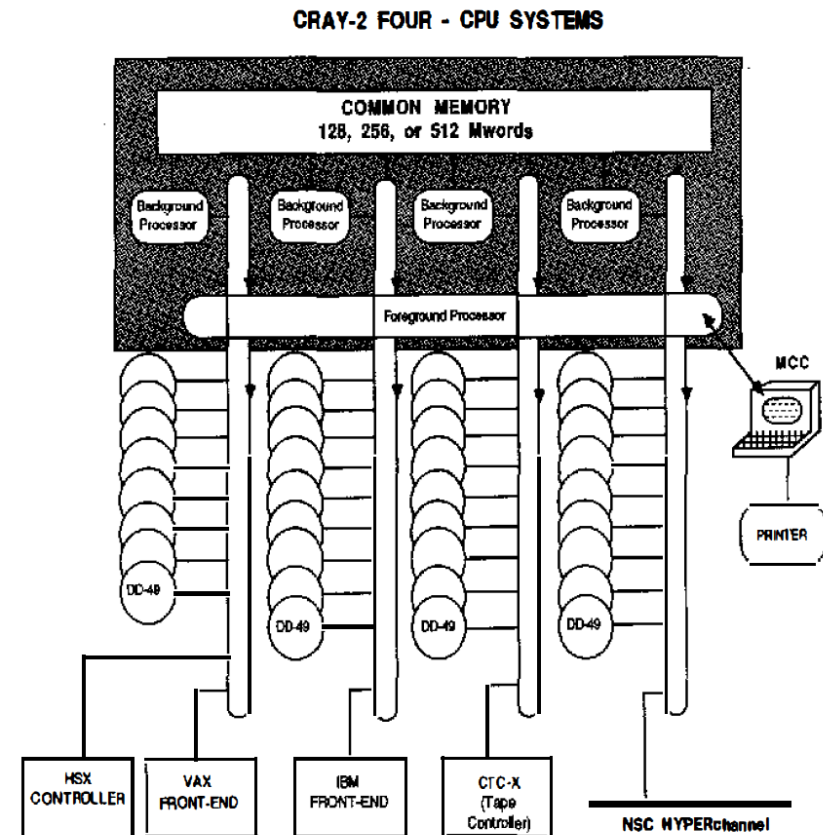 CRAY-2 FOUR - CPU SYSTEMS
COMMON MEMORY
128, 256, or 512 Mwords
Background
Processor
Background
Processor
Background
Processor
Background
Processor
Foreground Processor
MCC
PRINTER
DD-49
DD-49
DD-49
DD-49
HSX
CONTROLLER
VAX
FRONT-END
IBM
FRONT-END
CTC-X
(Tape
Controller)
NSC HYPERchannel